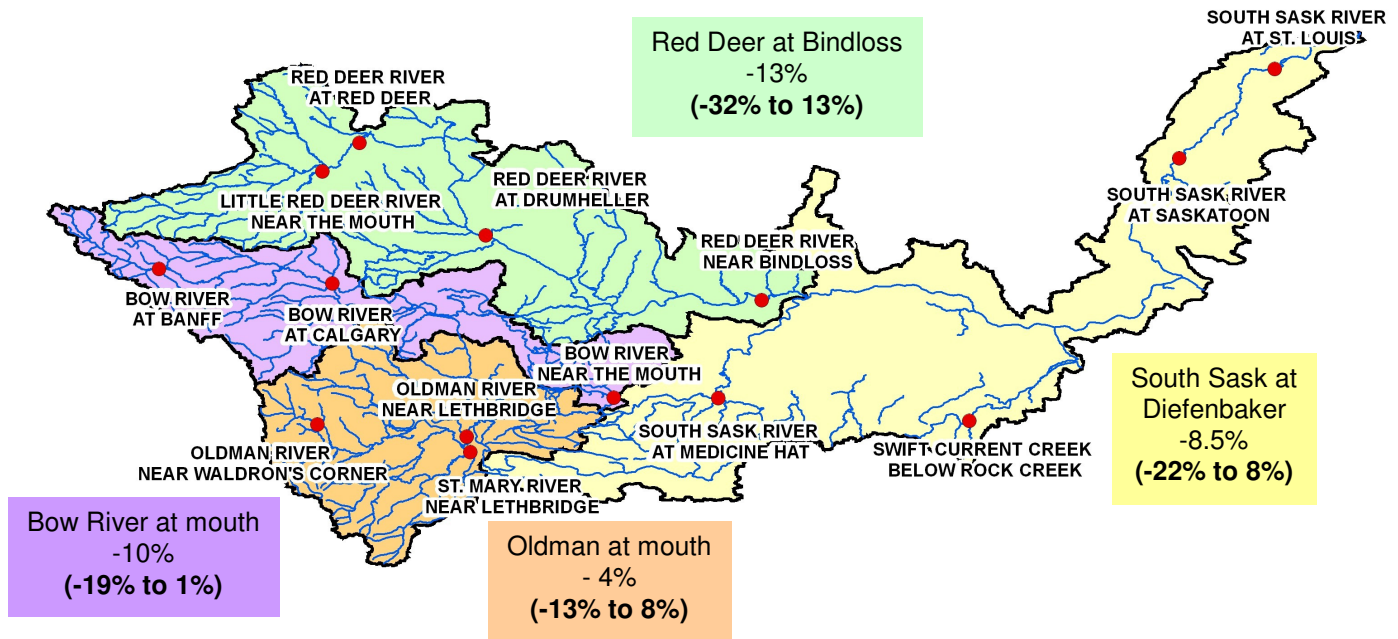 SOUTH SASK RIVER
AT ST. LOUIS
Red Deer at Bindloss
-13%
(-32% to 13%)
RED DEER RIVER
AT RED DEER
LITTLE RED DEER RIVER
NEAR THE MOUTH
RED DEER RIVER
AT DRUMHELLER
SOUTH SASK RIVER
AT SASKATOON
RED DEER RIVER
NEAR BINDLOSS
BOW RIVER
AT BANFF
BOW RIVER
AT CALGARY
BOW RIVER
NEAR THE MOUTH
OLDMAN RIVER
NEAR LETHBRIDGE
South Sask at
Diefenbaker
-8.5%
(-22% to 8%)
SOUTH SASK RIVER
AT MEDICINE HAT
SWIFT CURRENT CREEK
BELOW ROCK CREEK
OLDMAN RIVER
NEAR WALDRON'S CORNER
ST. MARY RIVER
NEAR LETHBRIDGE
Bow River at mouth
-10%
(-19% to 1%)
Oldman at mouth
- 4%
(-13% to 8%)